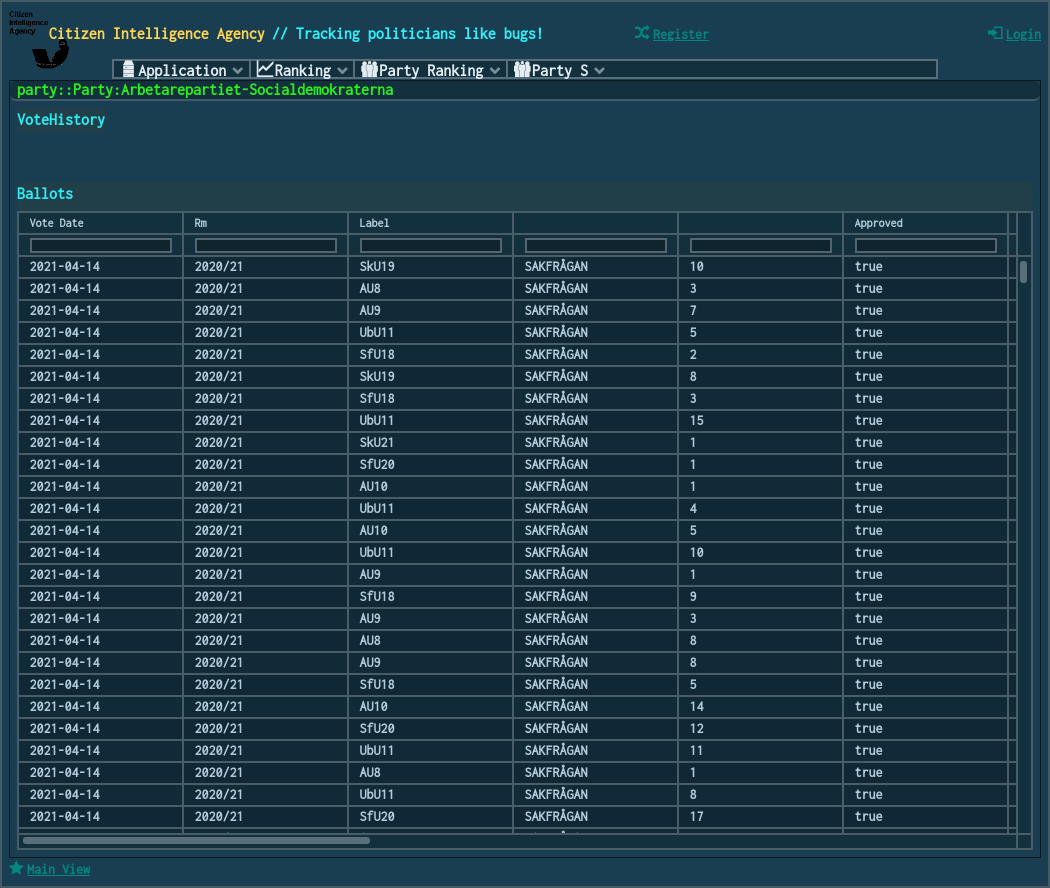 Citizen
Intelligence
Agency
Citizen Intelligence Agency // Tracking politicians like bugs!
Register
Login
Application
Ranking
Party Ranking
Party S
party::Party:Arbetarepartiet-Socialdemokraterna
VoteHistory
Ballots
Vote Date Rm Label Approved
2021-04-14 2020/21 SkU19 SAKFRÅGAN 10 true
2021-04-14 2020/21 AU8 SAKFRÅGAN 3 true
2021-04-14 2020/21 AU9 SAKFRÅGAN 7 true
2021-04-14 2020/21 UbU11 SAKFRÅGAN 5 true
2021-04-14 2020/21 SfU18 SAKFRÅGAN 2 true
2021-04-14 2020/21 SkU19 SAKFRÅGAN 8 true
2021-04-14 2020/21 SfU18 SAKFRÅGAN 3 true
2021-04-14 2020/21 UbU11 SAKFRÅGAN 15 true
2021-04-14 2020/21 SkU21 SAKFRÅGAN 1 true
2021-04-14 2020/21 SfU20 SAKFRÅGAN 1 true
2021-04-14 2020/21 AU10 SAKFRÅGAN 1 true
2021-04-14 2020/21 UbU11 SAKFRÅGAN 4 true
2021-04-14 2020/21 AU10 SAKFRÅGAN 5 true
2021-04-14 2020/21 UbU11 SAKFRÅGAN 10 true
2021-04-14 2020/21 AU9 SAKFRÅGAN 1 true
2021-04-14 2020/21 SfU18 SAKFRÅGAN 9 true
2021-04-14 2020/21 AU9 SAKFRÅGAN 3 true
2021-04-14 2020/21 AU8 SAKFRÅGAN 8 true
2021-04-14 2020/21 AU9 SAKFRÅGAN 8 true
2021-04-14 2020/21 SfU18 SAKFRÅGAN 5 true
2021-04-14 2020/21 AU10 SAKFRÅGAN 14 true
2021-04-14 2020/21 SfU20 SAKFRÅGAN 12 true
2021-04-14 2020/21 UbU11 SAKFRÅGAN 11 true
2021-04-14 2020/21 AU8 SAKFRÅGAN 1 true
2021-04-14 2020/21 UbU11 SAKFRÅGAN 8 true
2021-04-14 2020/21 SfU20 SAKFRÅGAN 17 true
Main View